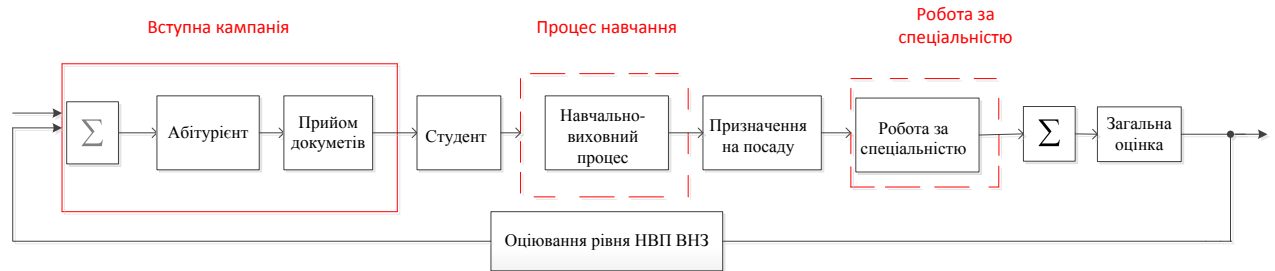 Вступна кампанія
Процес навчання
Робота за
спеціальністю
∑
Абітурієнт
Прийом
докуметів
Студент
Навчально-
виховний
процес
Призначення
на посаду
Робота за
спеціальністю
∑
Загальна
оцінка
Оціювання рівня НВП ВНЗ